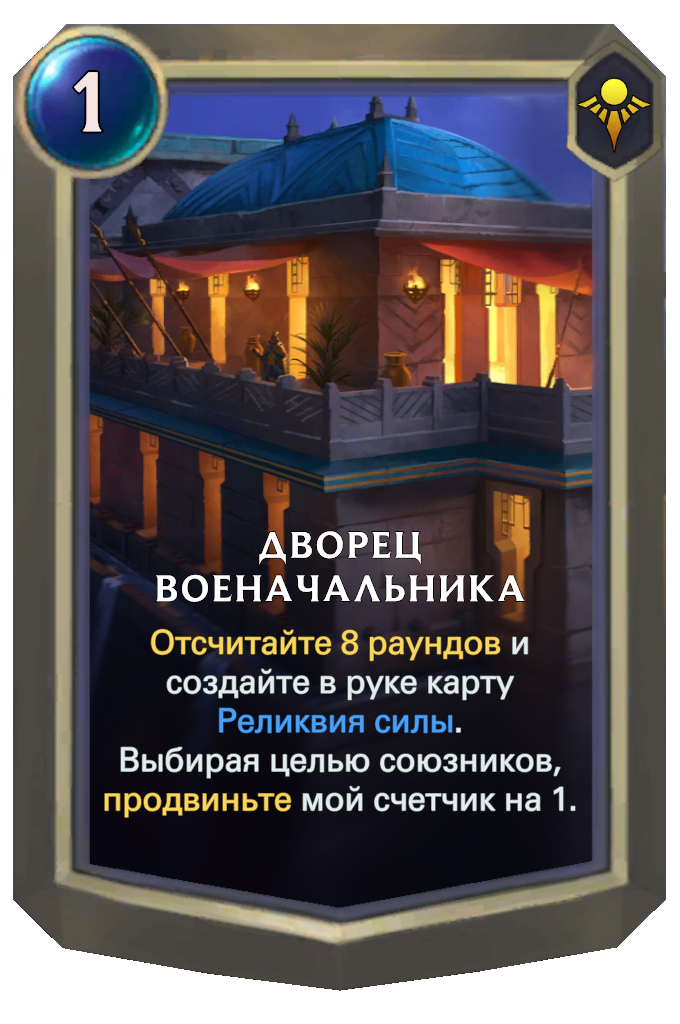 1
ДВОРЕЦ
ВОЕНАЧАЛЬНИКА
Отсчитайте 8 раундов и
создайте в руке карту
Реликвия силы.
Выбирая целью союзников,
продвиньте мой счетчик на 1.